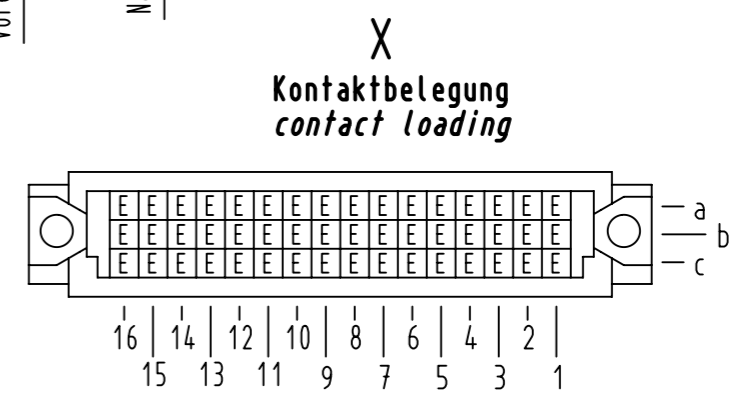 X
Kontaktbelegung
contact loading
E E E E E E E E E E E E E E E E a
E E E E E E E E E E E E E E E E b
E E E E E E E E E E E E E E E E c
16 14 12 10 8 6 4 2
15 13 11 9 7 5 3 1